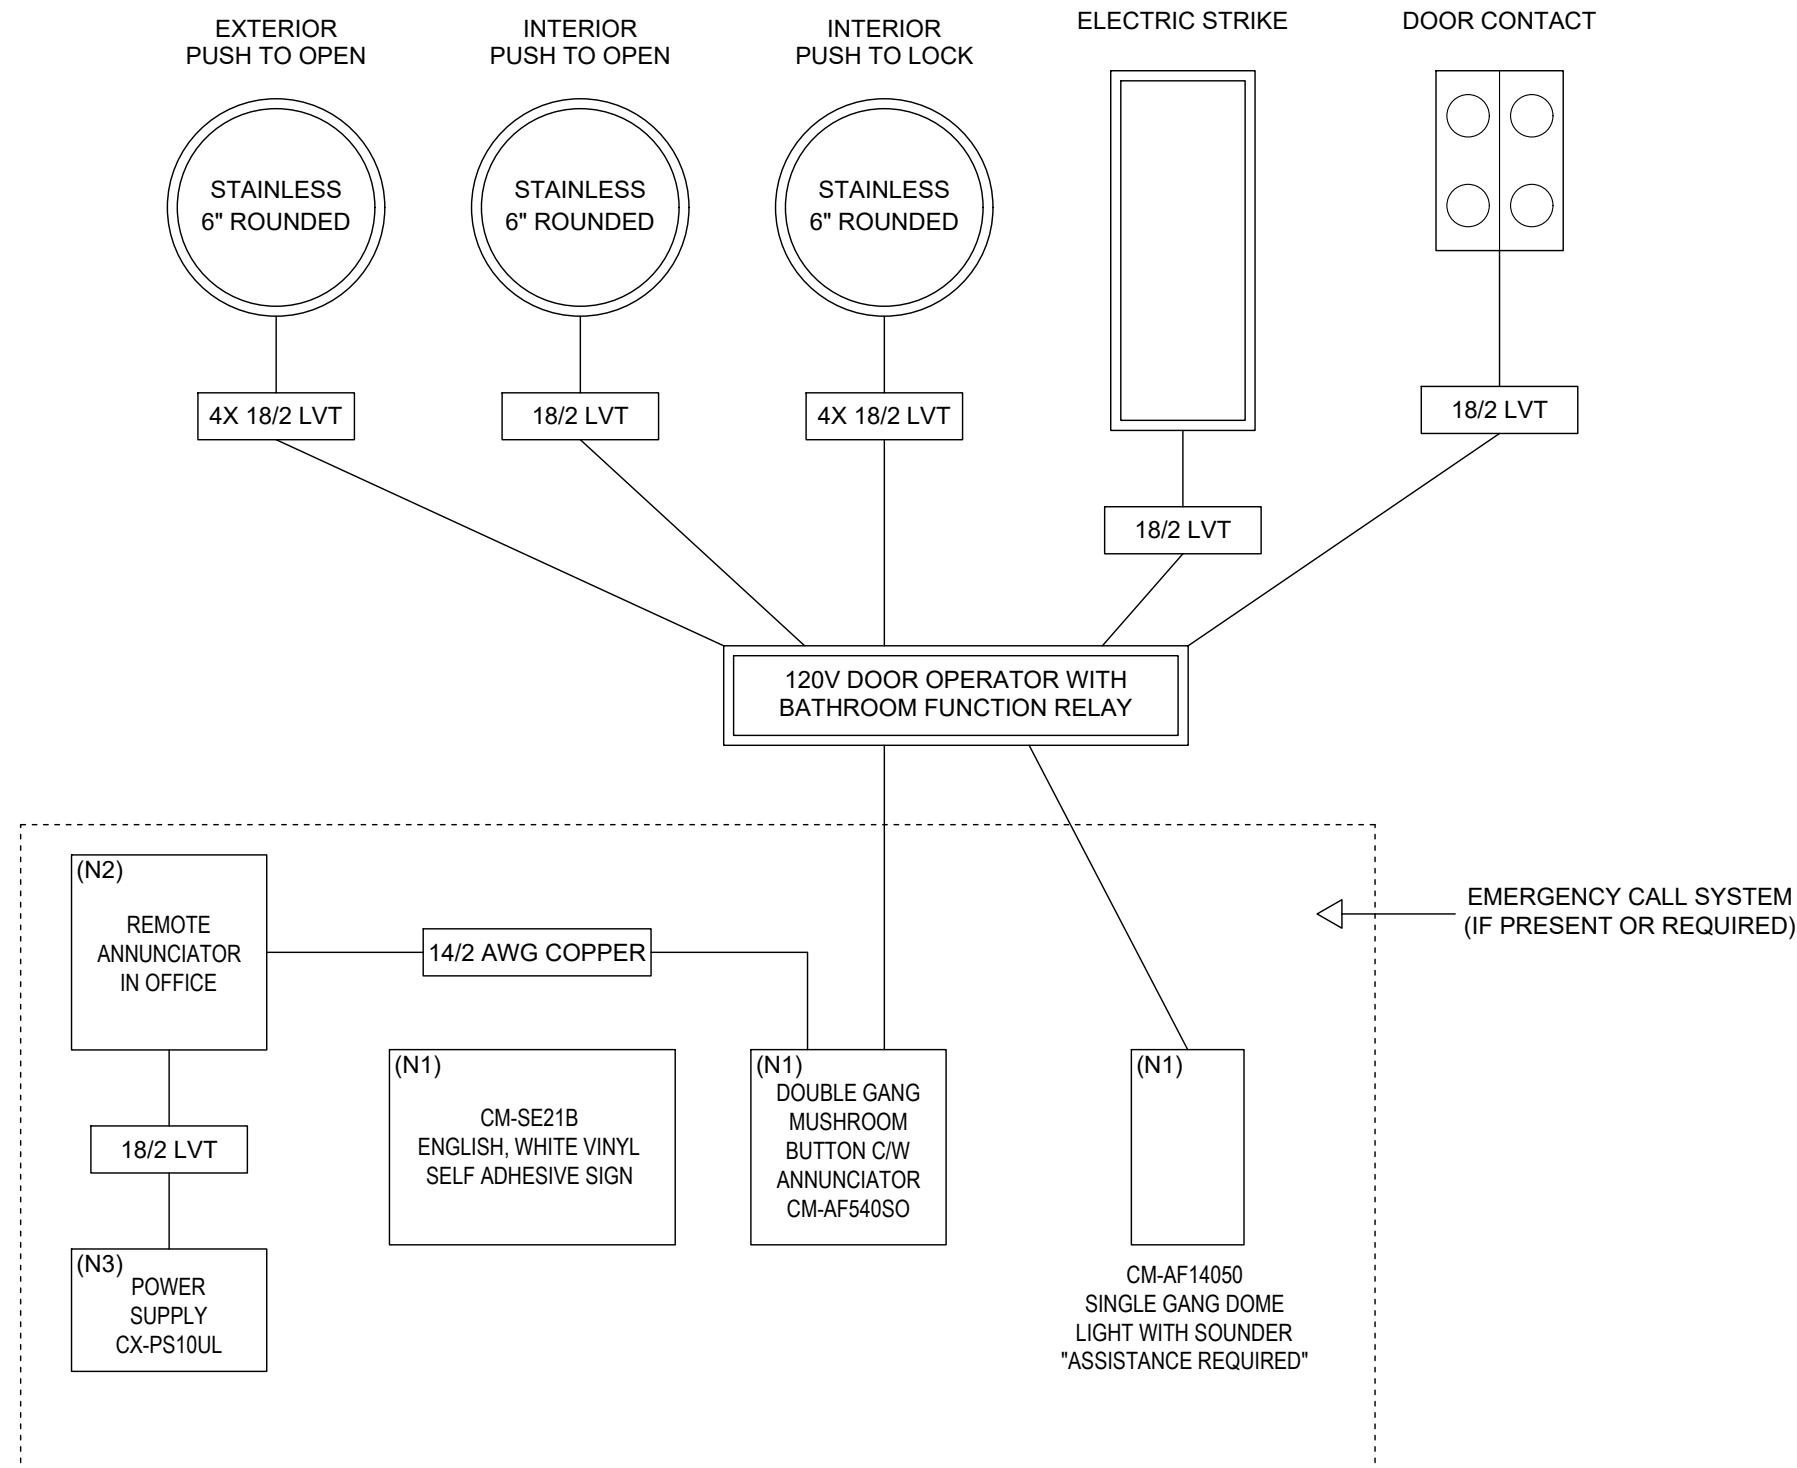 EXTERIOR
PUSH TO OPEN
INTERIOR
PUSH TO OPEN
INTERIOR
PUSH TO LOCK
ELECTRIC STRIKE
DOOR CONTACT
STAINLESS
6" ROUNDED
STAINLESS
6" ROUNDED
STAINLESS
6" ROUNDED
4X 18/2 LVT
18/2 LVT
4X 18/2 LVT
18/2 LVT
18/2 LVT
120V DOOR OPERATOR WITH
BATHROOM FUNCTION RELAY
EMERGENCY CALL SYSTEM
(IF PRESENT OR REQUIRED)
(N2)
REMOTE
ANNUNCIATOR
IN OFFICE
14/2 AWG COPPER
18/2 LVT
(N3)
POWER
SUPPLY
CX-PS10UL
(N1)
CM-SE21B
ENGLISH, WHITE VINYL
SELF ADHESIVE SIGN
(N1)
DOUBLE GANG
MUSHROOM
BUTTON C/W
ANNUNCIATOR
CM-AF540SO
(N1)
CM-AF14050
SINGLE GANG DOME
LIGHT WITH SOUNDER
"ASSISTANCE REQUIRED"